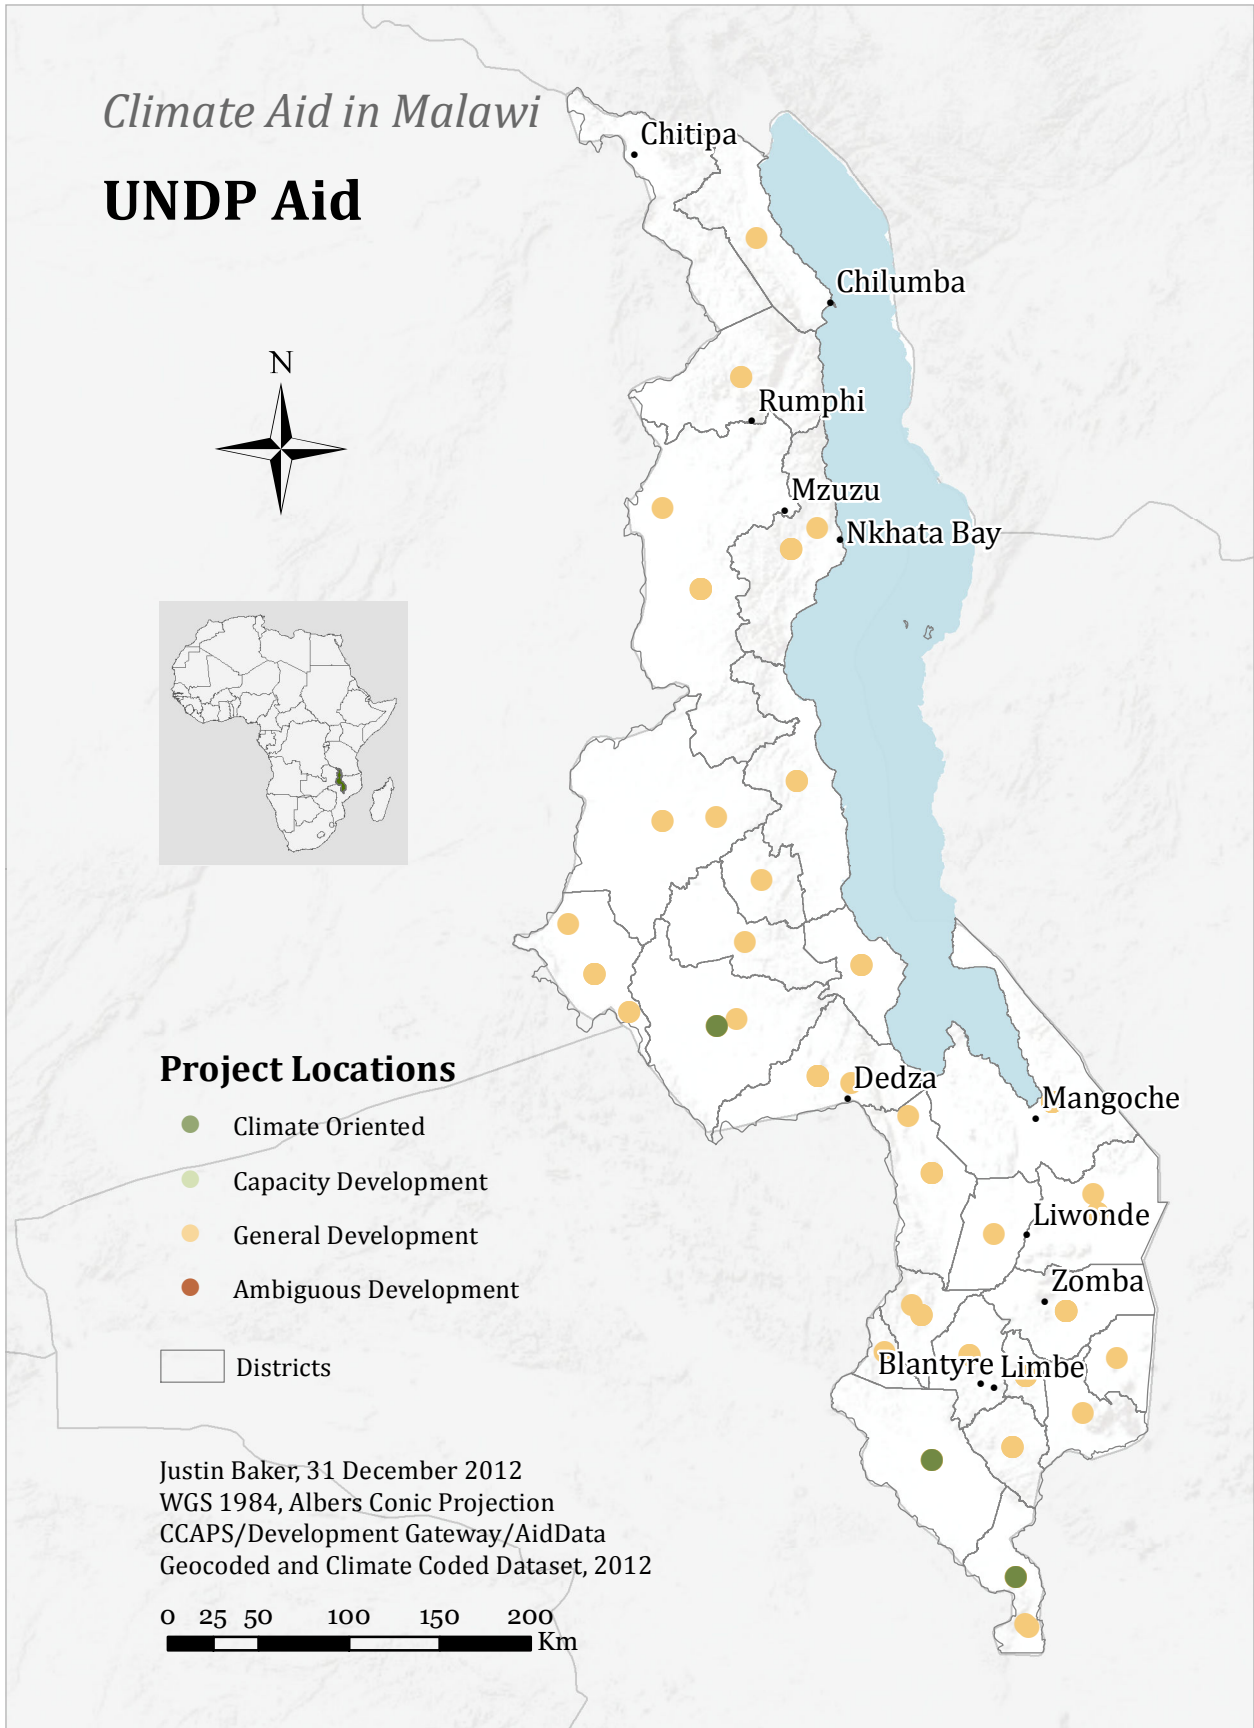 Climate Aid in Malawi
UNDP Aid
Chitipa
Chilumba
N
Rumphi
Mzuzu
Nkhata Bay
Project Locations
Climate Oriented
Capacity Development
General Development
Ambiguous Development
Districts
Dedza
Mangoche
Liwonde
Zomba
Blantyre
Limbe
Justin Baker, 31 December 2012
WGS 1984, Albers Conic Projection
CCAPS/Development Gateway/AidData
Geocoded and Climate Coded Dataset, 2012
0 25 50 100 150 200
Km